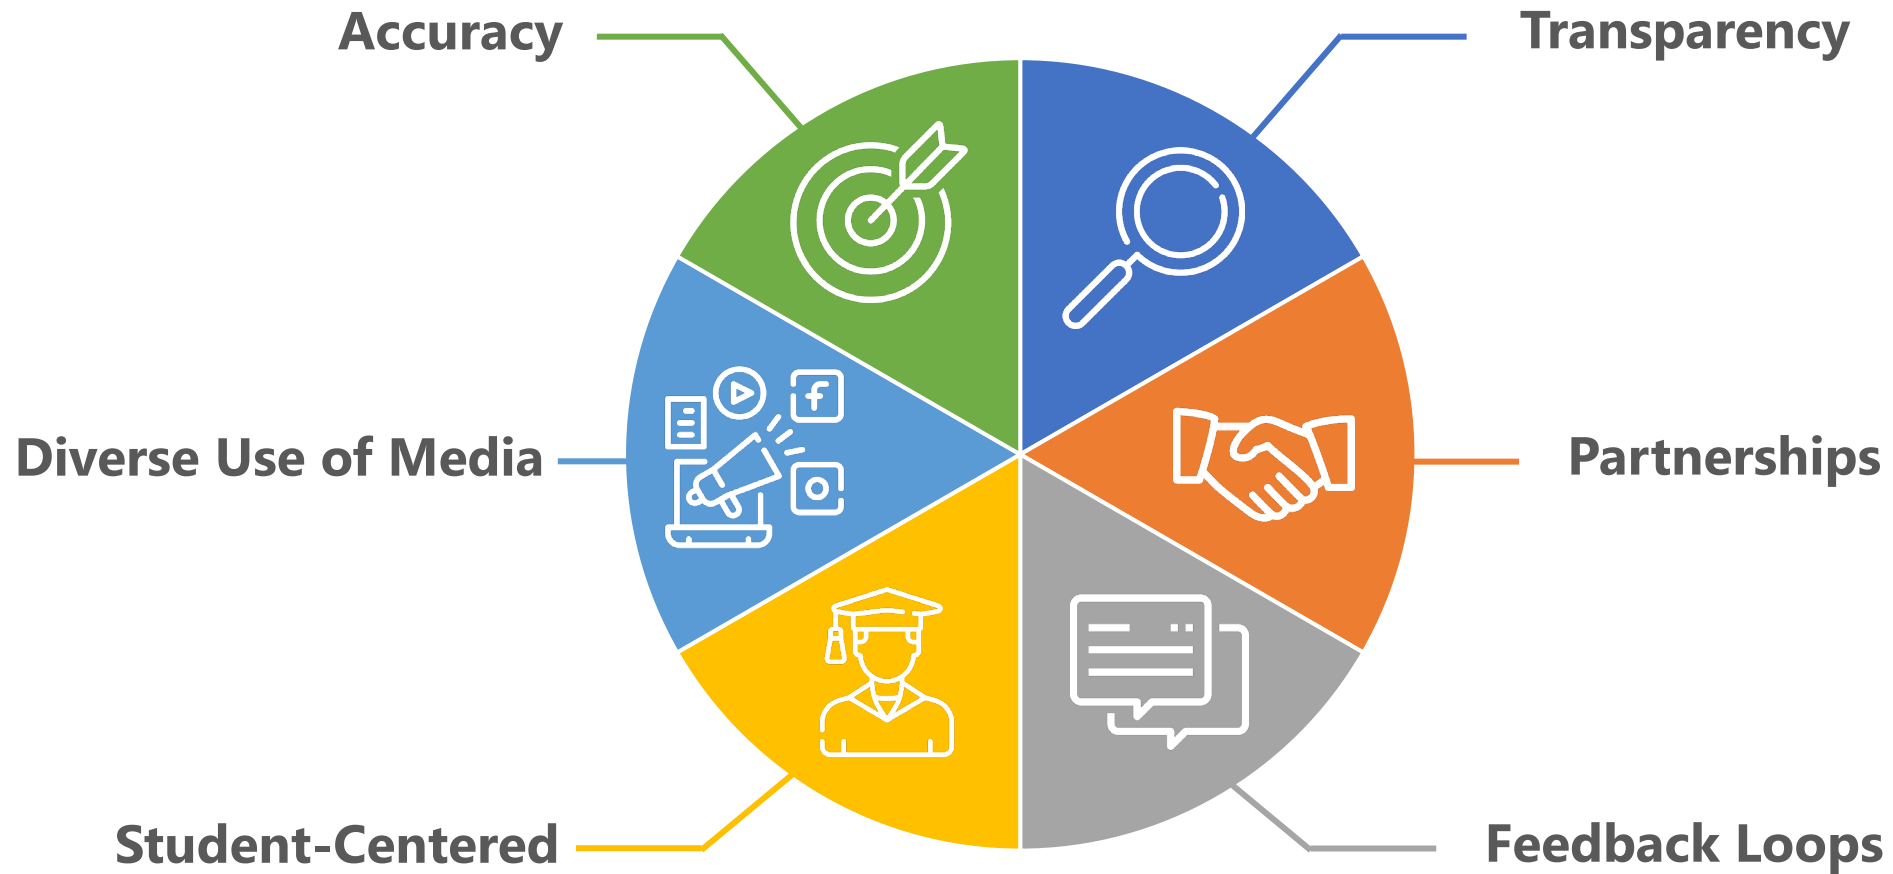 Accuracy
Transparency
Diverse Use of Media
Partnerships
Student-Centered
Feedback Loops